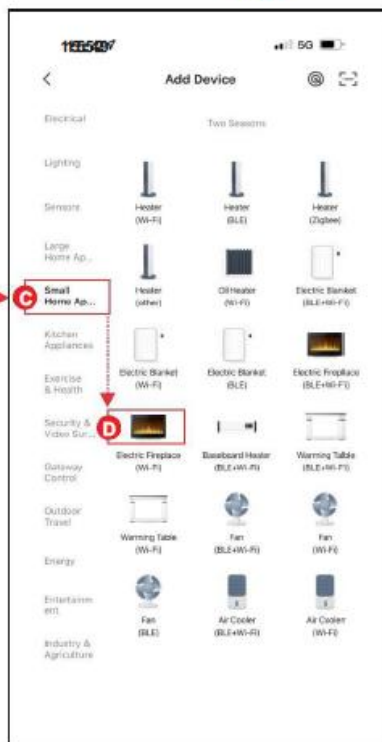 5G
Add Device
Electrical
Lighting
Sensors
Large
Home Ap...
Small
Home Ap...
Kitchen
Appliances
Exercise
& Health
Security &
Video Sur...
Gateway
Control
Outdoor
Travel
Energy
Entertainm
ent
Industry &
Agriculture
C
D
Two Seasons
Heater
(Wi-Fi)
Heater
(BLE)
Heater
(Zigbee)
Heater
(other)
Oil Heater
(Wi-Fi)
Electric Blanket
(BLE+Wi-Fi)
Electric Blanket
(Wi-Fi)
Electric Blanket
(BLE)
Electric Fireplace
(BLE+Wi-Fi)
Electric Fireplace
(Wi-Fi)
Baseboard Heater
(BLE+Wi-Fi)
Warming Table
(BLE+Wi-Fi)
Warming Table
(Wi-Fi)
Fan
(BLE+Wi-Fi)
Fan
(Wi-Fi)
Fan
(BLE)
Air Cooler
(BLE+Wi-Fi)
Air Cooler
(Wi-Fi)